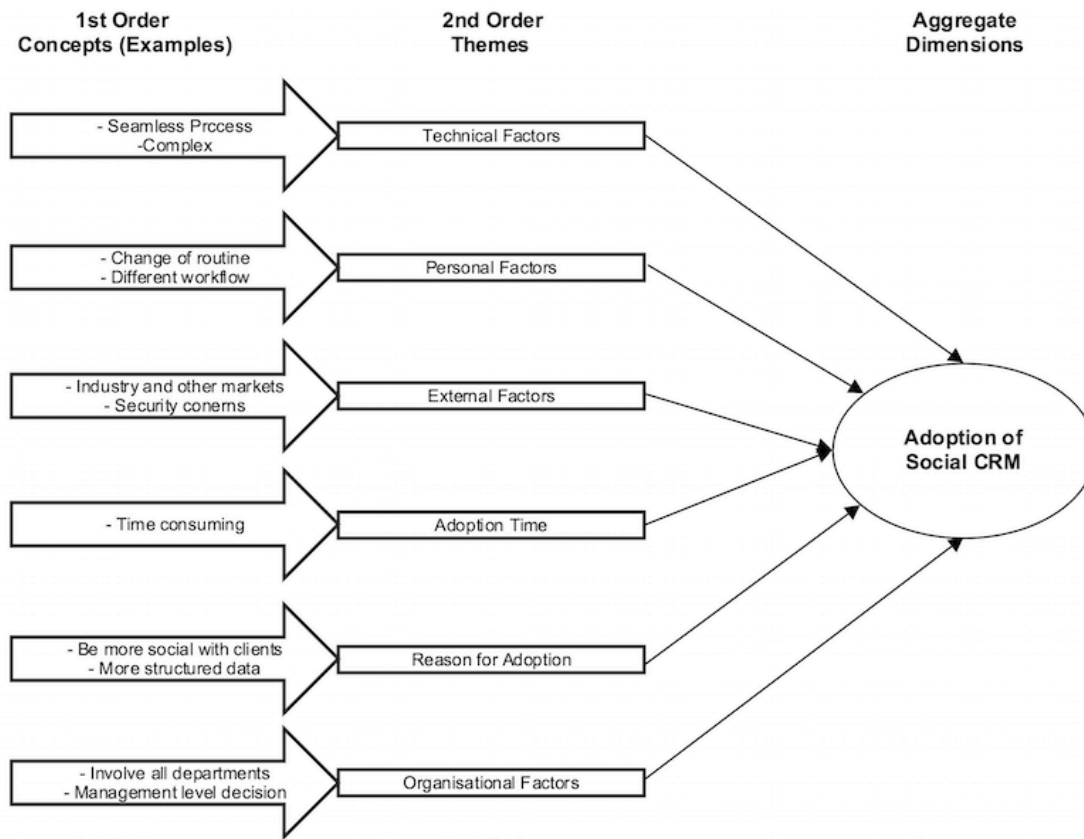 1st Order
Concepts (Examples)
2nd Order
Themes
Aggregate
Dimensions
- Seamless Prccess
-Complex
Technical Factors
- Change of routine
- Different workflow
Personal Factors
- Industry and other markets
- Security conerns
External Factors
Adoption of
Social CRM
- Time consuming
Adoption Time
- Be more social with clients
- More structured data
Reason for Adoption
- Involve all departments
- Management level decision
Organisational Factors